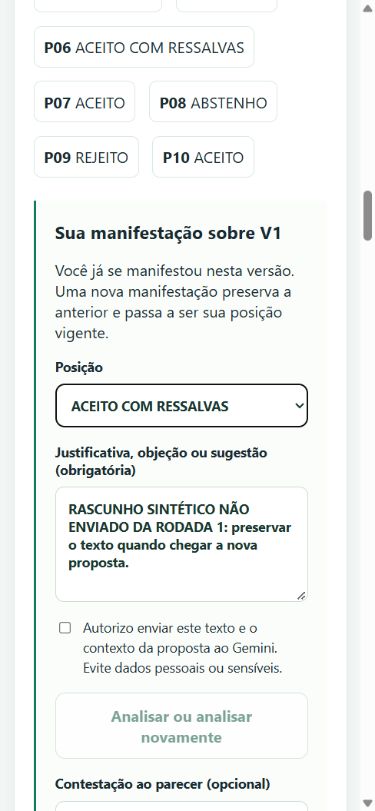 P06 ACEITO COM RESSALVAS
P07 ACEITO
P08 ABSTENHO
P09 REJEITO
P10 ACEITO
Sua manifestação sobre V1
Você já se manifestou nesta versão.
Uma nova manifestação preserva a
anterior e passa a ser sua posição
vigente.
Posição
ACEITO COM RESSALVAS
Justificativa, objeção ou sugestão
(obrigatória)
RASCUNHO SINTÉTICO NÃO
ENVIADO DA RODADA 1: preservar
o texto quando chegar a nova
proposta.
Autorizo enviar este texto e o
contexto da proposta ao Gemini.
Evite dados pessoais ou sensíveis.
Analisar ou analisar
novamente
Contestação ao parecer (opcional)